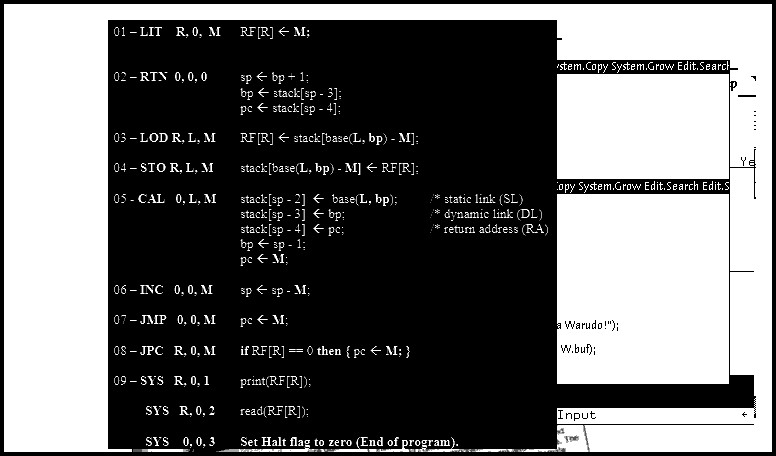 01 – LIT R, 0, M RF[R] ← M;
02 – RTN 0, 0, 0 sp ← bp + 1;
bp ← stack[sp - 3];
pc ← stack[sp - 4];
03 – LOD R, L, M RF[R] ← stack[base(L, bp) - M];
04 – STO R, L, M stack[base(L, bp) - M] ← RF[R];
05 - CAL 0, L, M stack[sp - 2] ← base(L, bp); /* static link (SL)
stack[sp - 3] ← bp; /* dynamic link (DL)
stack[sp - 4] ← pc; /* return address (RA)
bp ← sp - 1;
pc ← M;
06 – INC 0, 0, M sp ← sp - M;
07 – JMP 0, 0, M pc ← M;
08 – JPC R, 0, M if RF[R] == 0 then { pc ← M; }
09 – SYS R, 0, 1 print(RF[R]);
SYS R, 0, 2 read(RF[R]);
SYS 0, 0, 3 Set Halt flag to zero (End of program).
ystem.Copy System.Grow Edit.Search
p
Ye
opy System.Grow Edit.Search Edit.S
a Warudo!");
W.buf);
Input